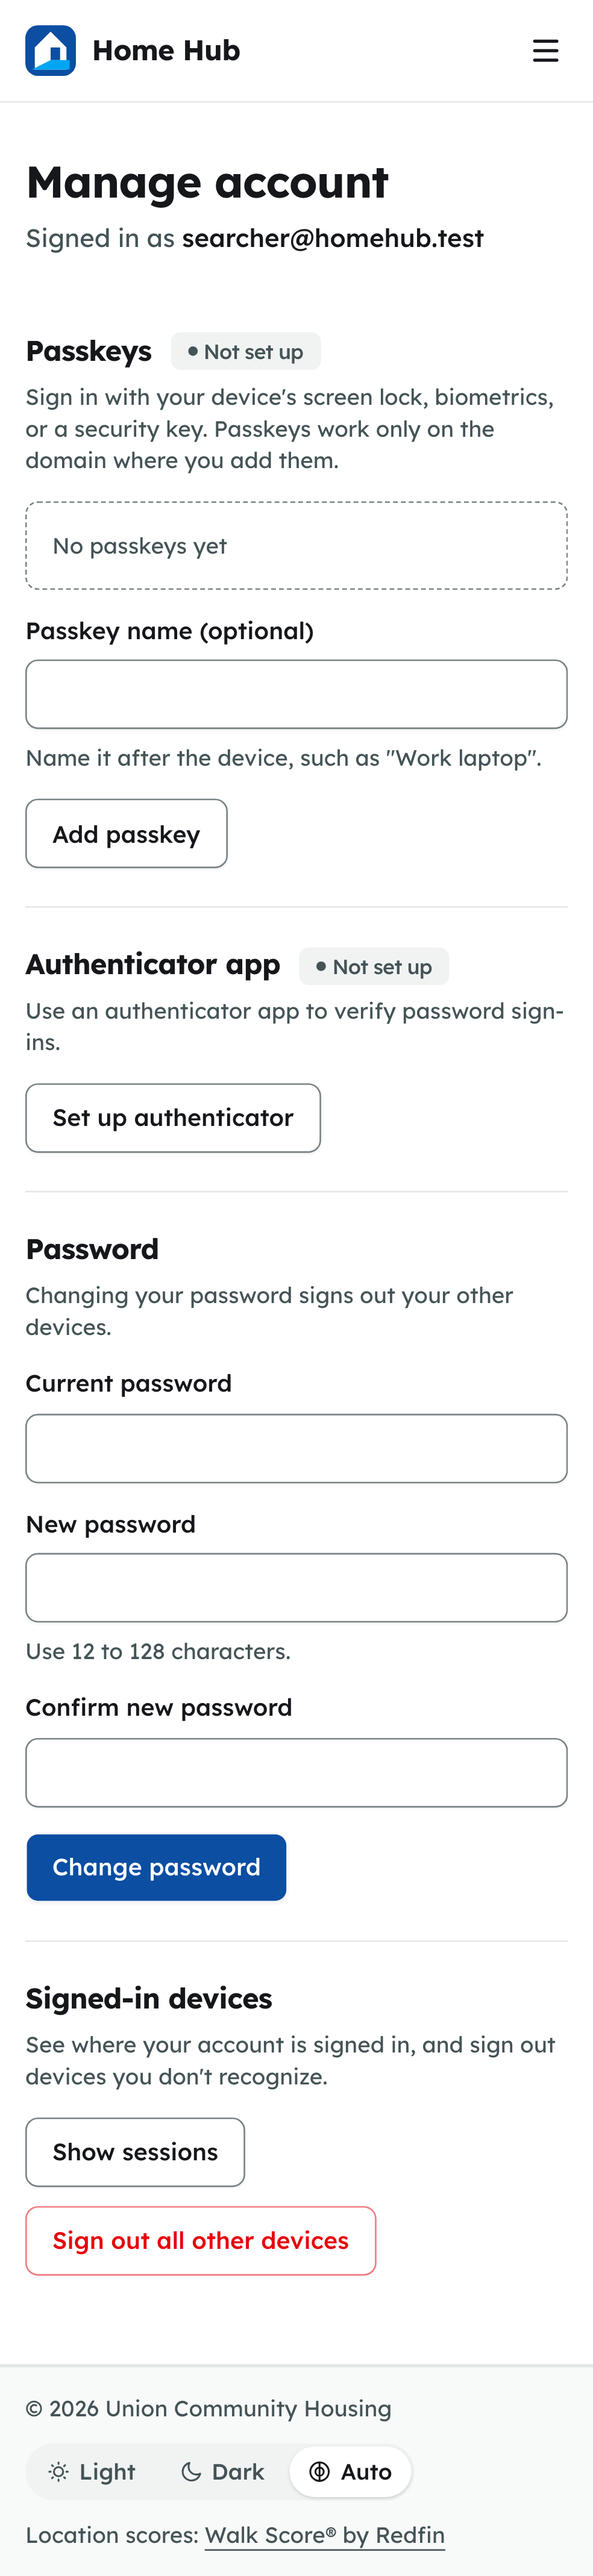 Home Hub
Manage account
Signed in as searcher@homehub.test
Passkeys
Not set up
Sign in with your device's screen lock, biometrics,
or a security key. Passkeys work only on the
domain where you add them.
No passkeys yet
Passkey name (optional)
Name it after the device, such as "Work laptop".
Add passkey
Authenticator app
Not set up
Use an authenticator app to verify password sign-
ins.
Set up authenticator
Password
Changing your password signs out your other
devices.
Current password
New password
Use 12 to 128 characters.
Confirm new password
Change password
Signed-in devices
See where your account is signed in, and sign out
devices you don't recognize.
Show sessions
Sign out all other devices
© 2026 Union Community Housing
Light Dark Auto
Location scores: Walk Score® by Redfin